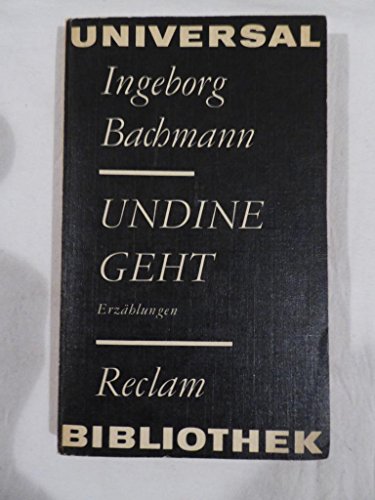 UNIVERSAL
Ingeborg
Bachmann
UNDINE
GEHT
Erzählungen
Reclam
BIBLIOTHEK